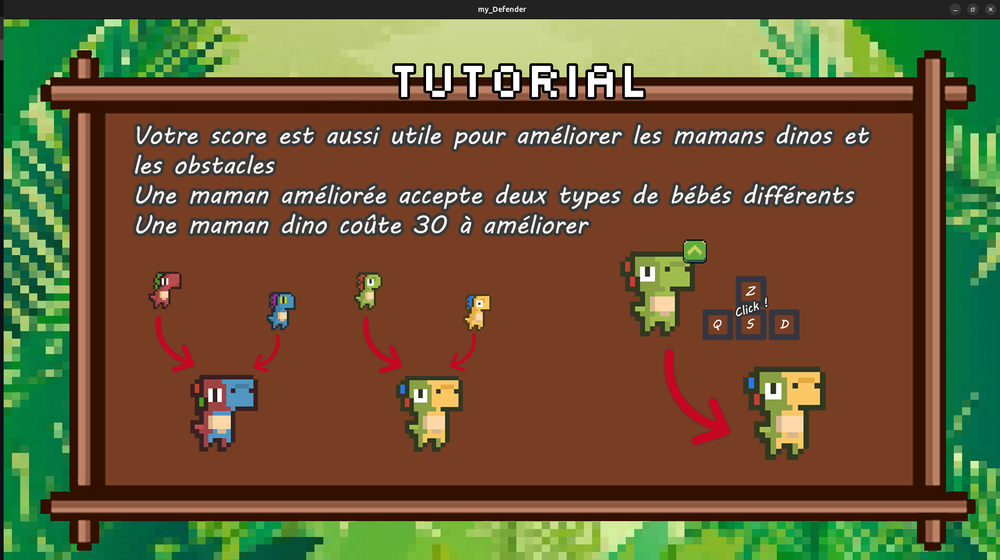 my_Defender
TUTORIAL
Votre score est aussi utile pour améliorer les mamans dinos et
les obstacles
Une maman améliorée accepte deux types de bébés différents
Une maman dino coûte 30 à améliorer
Z
Click !
Q S D